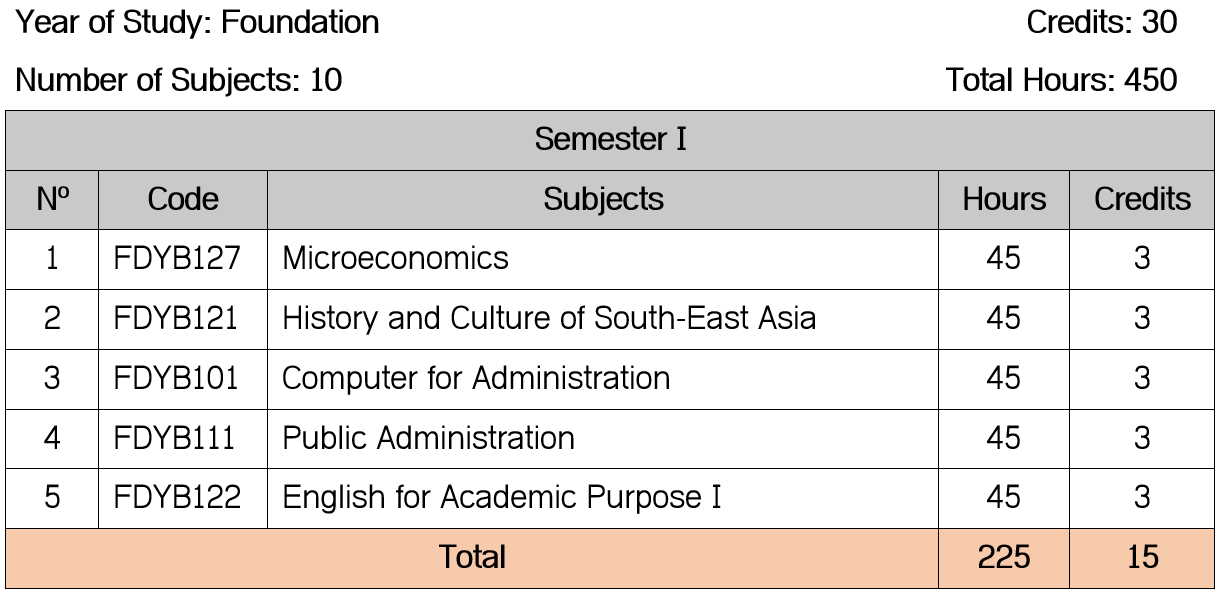 Year of Study: Foundation Credits: 30
Number of Subjects: 10 Total Hours: 450
Semester I
Nº Code Subjects Hours Credits
1 FDYB127 Microeconomics 45 3
2 FDYB121 History and Culture of South-East Asia 45 3
3 FDYB101 Computer for Administration 45 3
4 FDYB111 Public Administration 45 3
5 FDYB122 English for Academic Purpose I 45 3
Total 225 15